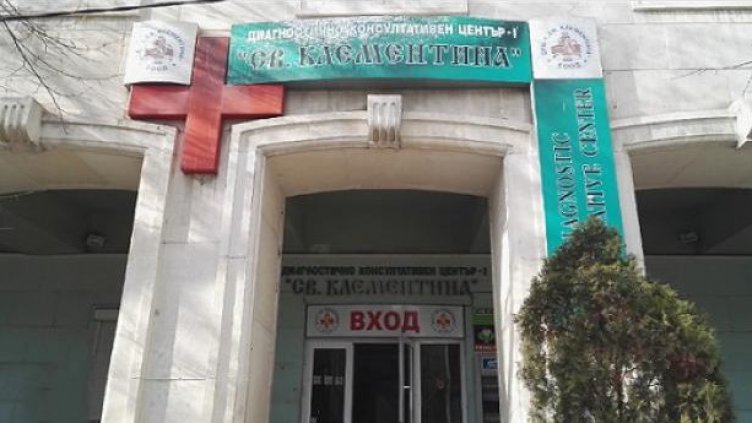 ДИАГНОСТИЧНО КОНСУЛТАТИВЕН ЦЕНТЪР-I
"СВ. КЛЕМЕНТИНА"
DIAGNOSTIC
CENTER
ДИАГНОСТИЧНО КОНСУЛТАТИВЕН ЦЕНТЪР-I
"СВ. КЛЕМЕНТИНА"
ВХОД